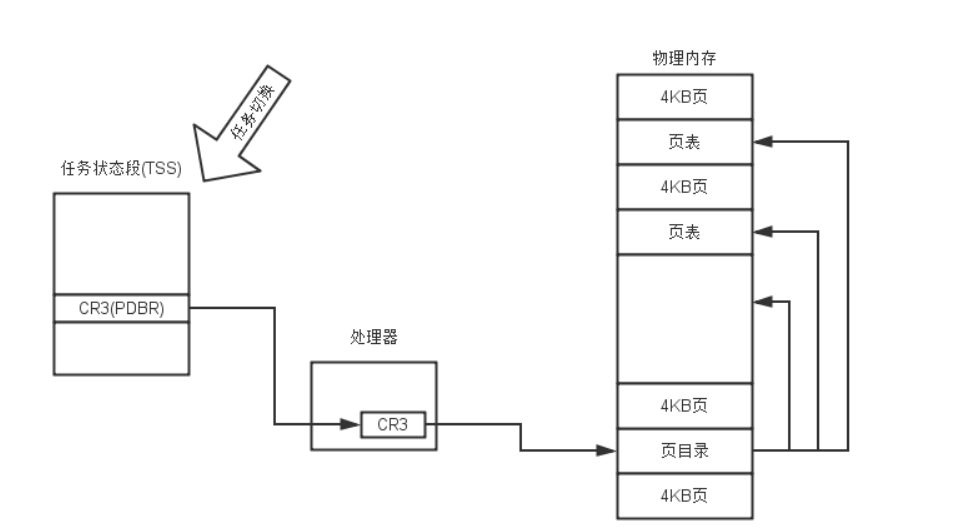 任务切换
任务状态段(TSS)
CR3(PDBR)
处理器
CR3
物理内存
4KB页
页表
4KB页
页表
4KB页
页目录
4KB页